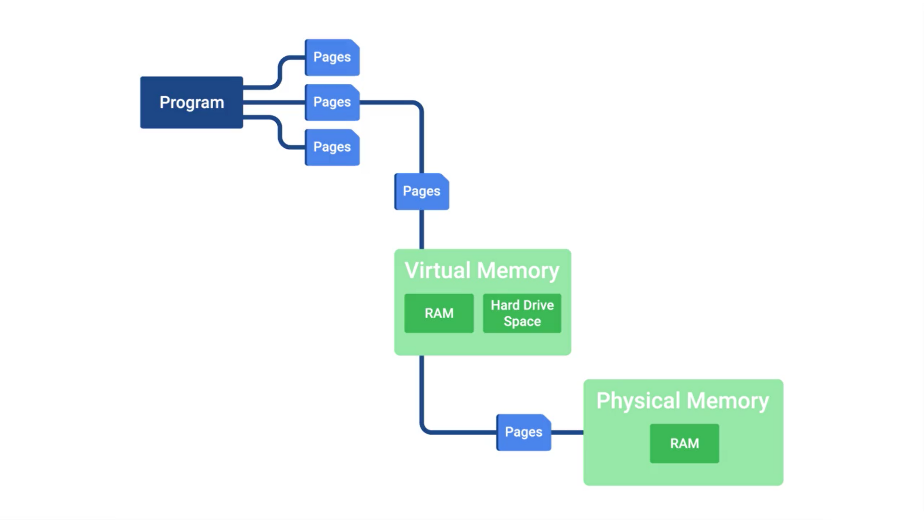 Pages
Program
Pages
Pages
Pages
Virtual Memory
RAM
Hard Drive
Space
Physical Memory
Pages
RAM